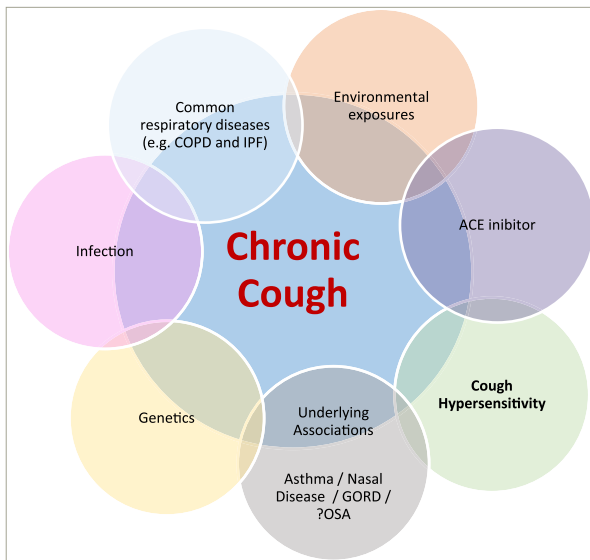 Chronic
Cough
Common
respiratory diseases
(e.g. COPD and IPF)
Environmental
exposures
ACE inibitor
Cough
Hypersensitivity
Underlying
Associations
Asthma / Nasal
Disease / GORD /
?OSA
Genetics
Infection